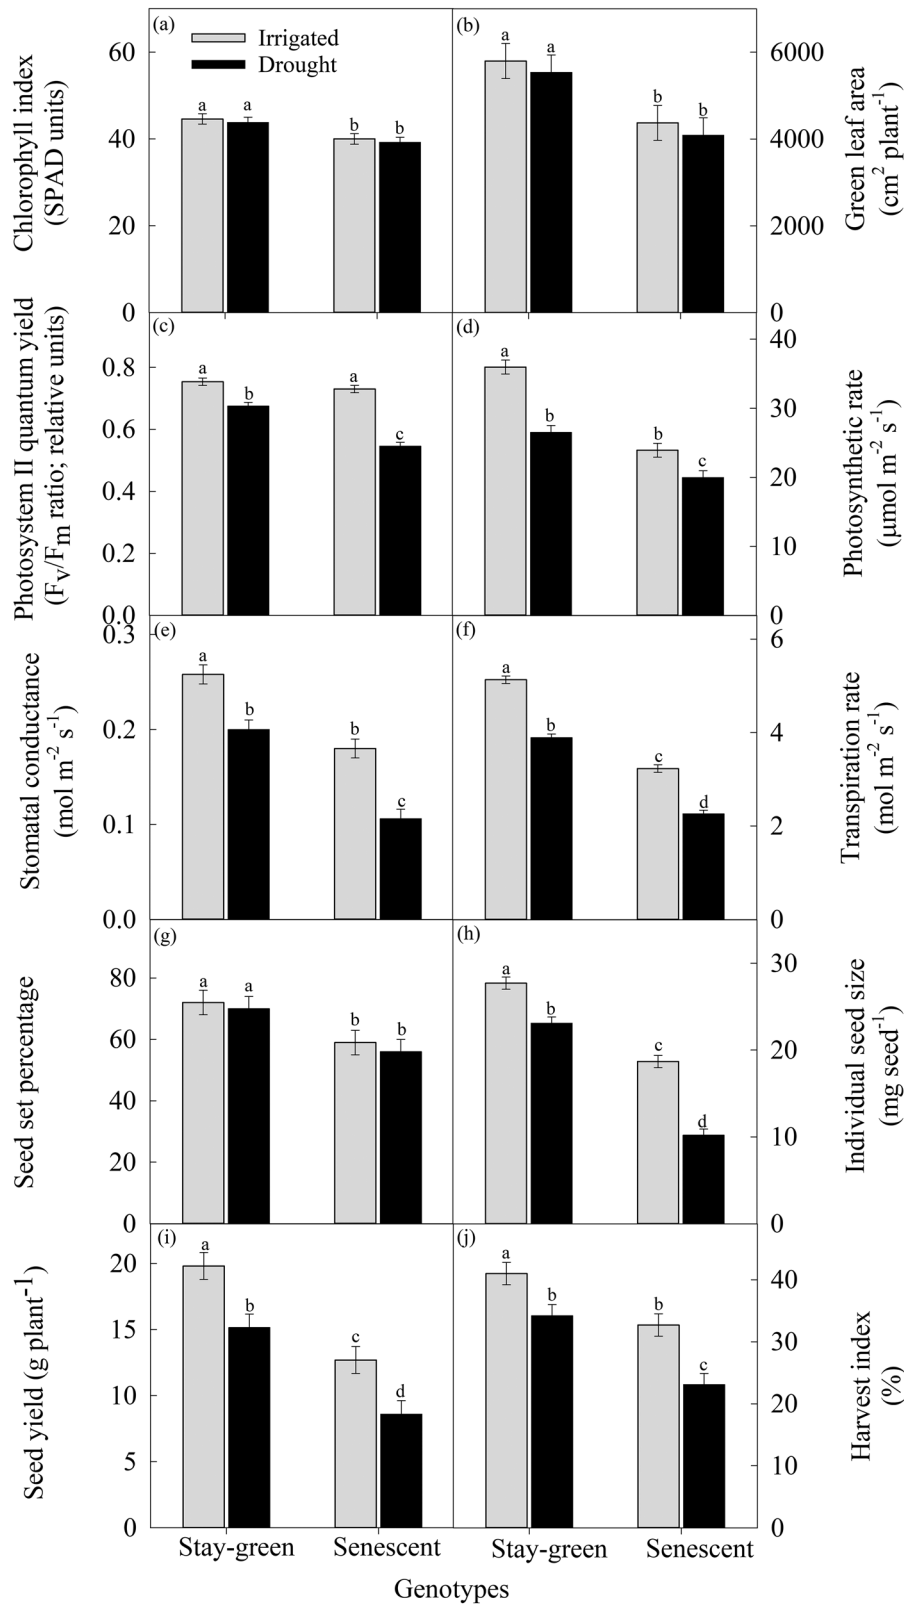 (a)
Irrigated
Drought
Chlorophyll index
(SPAD units)
60
40
20
0
a a b b
(b)
a a b b
6000
4000
2000
0
Green leaf area
(cm² plant⁻¹)
(c)
Photosystem II quantum yield
(Fv/Fm ratio; relative units)
0.8
0.6
0.4
0.2
0.0
a b a c
(d)
a b b c
40
30
20
10
0
Photosynthetic rate
(µmol m⁻² s⁻¹)
(e)
Stomatal conductance
(mol m⁻² s⁻¹)
0.3
0.2
0.1
0.0
a b b c
(f)
a b c d
6
4
2
0
Transpiration rate
(mol m⁻² s⁻¹)
(g)
Seed set percentage
80
60
40
20
0
a a b b
(h)
a b c d
30
20
10
0
Individual seed size
(mg seed⁻¹)
(i)
Seed yield (g plant⁻¹)
20
15
10
5
0
a b c d
(j)
a b b c
40
30
20
10
0
Harvest index
(%)
Stay-green Senescent Stay-green Senescent
Genotypes